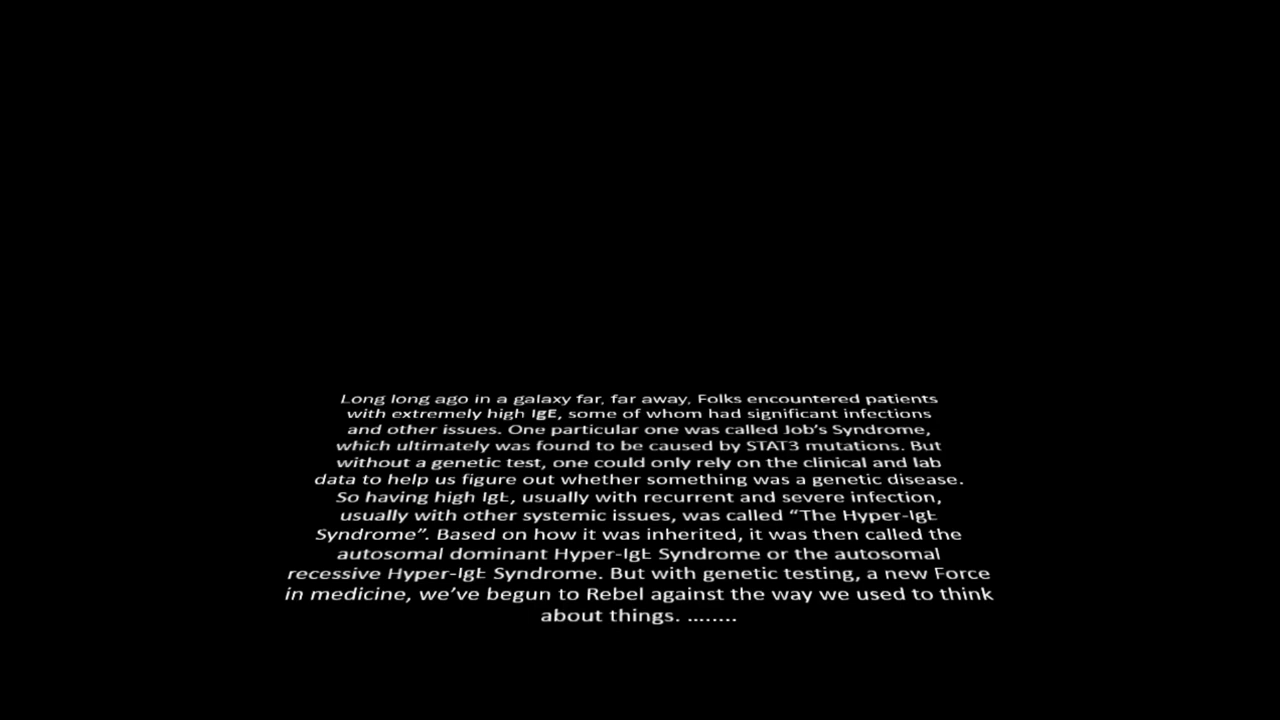 Long long ago in a galaxy far, far away, Folks encountered patients
with extremely high IgE, some of whom had significant infections
and other issues. One particular one was called Job's Syndrome,
which ultimately was found to be caused by STAT3 mutations. But
without a genetic test, one could only rely on the clinical and lab
data to help us figure out whether something was a genetic disease.
So having high IgE, usually with recurrent and severe infection,
usually with other systemic issues, was called “The Hyper-IgE
Syndrome”. Based on how it was inherited, it was then called the
autosomal dominant Hyper-IgE Syndrome or the autosomal
recessive Hyper-IgE Syndrome. But with genetic testing, a new Force
in medicine, we’ve begun to Rebel against the way we used to think
about things. ........